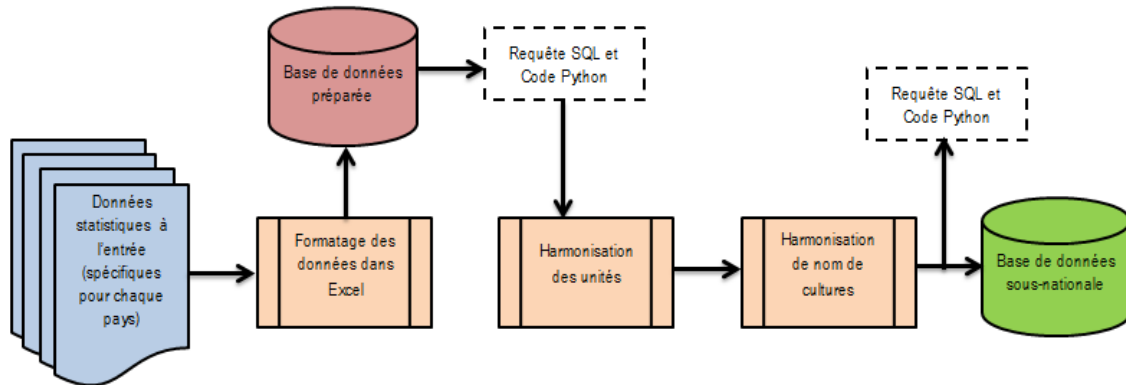 Données
statistiques à
l'entrée
(spécifiques
pour chaque
pays)
Formatage des
données dans
Excel
Base de données
préparée
Requête SQL et
Code Python
Harmonisation
des unités
Harmonisation
de nom de
cultures
Requête SQL et
Code Python
Base de données
sous-nationale